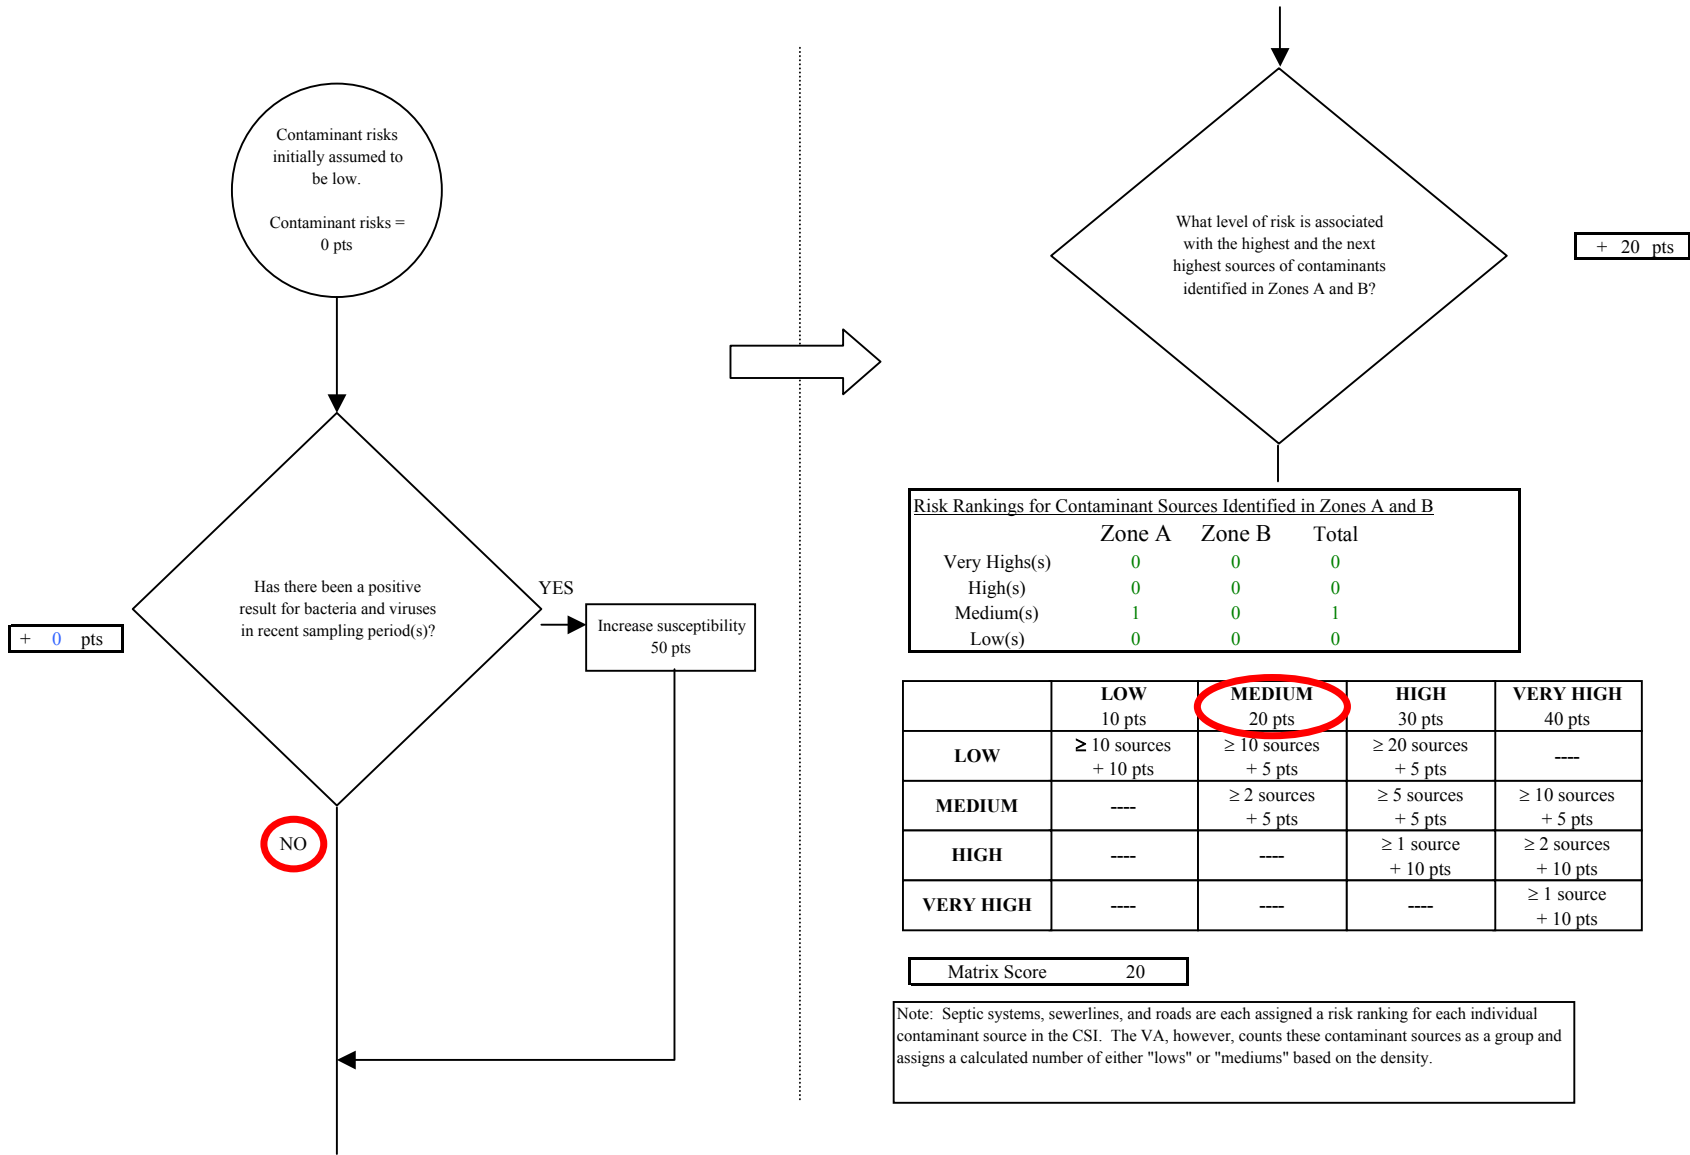 Contaminant risks
initially assumed to
be low.
Contaminant risks =
0 pts
Has there been a positive
result for bacteria and viruses
in recent sampling period(s)?
+ 0 pts
YES
Increase susceptibility
50 pts
NO
What level of risk is associated
with the highest and the next
highest sources of contaminants
identified in Zones A and B?
+ 20 pts
Risk Rankings for Contaminant Sources Identified in Zones A and B
Zone A Zone B Total
Very Highs(s) 0 0 0
High(s) 0 0 0
Medium(s) 1 0 1
Low(s) 0 0 0
LOW MEDIUM HIGH VERY HIGH
10 pts 20 pts 30 pts 40 pts
LOW ≥ 10 sources ≥ 10 sources ≥ 20 sources ----
+ 10 pts + 5 pts + 5 pts
MEDIUM ---- ≥ 2 sources ≥ 5 sources ≥ 10 sources
+ 5 pts + 5 pts + 5 pts
HIGH ---- ---- ≥ 1 source ≥ 2 sources
+ 10 pts + 10 pts
VERY HIGH ---- ---- ---- ≥ 1 source
+ 10 pts
Matrix Score 20
Note: Septic systems, sewerlines, and roads are each assigned a risk ranking for each individual
contaminant source in the CSI. The VA, however, counts these contaminant sources as a group and
assigns a calculated number of either "lows" or "mediums" based on the density.